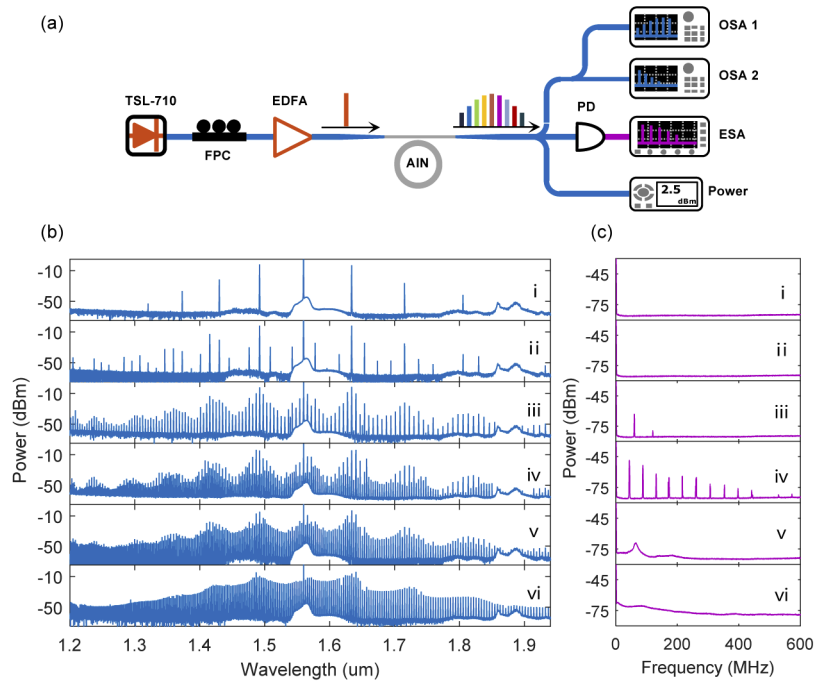 (a)
OSA 1
TSL-710
EDFA
OSA 2
PD
FPC
AlN
ESA
2.5
dBm
Power
(b)
(c)
-10
-50
i
-10
-50
ii
-10
-50
iii
-10
-50
iv
-10
-50
v
-10
-50
vi
Power (dBm)
1.2 1.3 1.4 1.5 1.6 1.7 1.8 1.9
Wavelength (um)
-45
-75
i
-45
-75
ii
-45
-75
iii
-45
-75
iv
-45
-75
v
-45
-75
vi
Power (dBm)
0 200 400 600
Frequency (MHz)